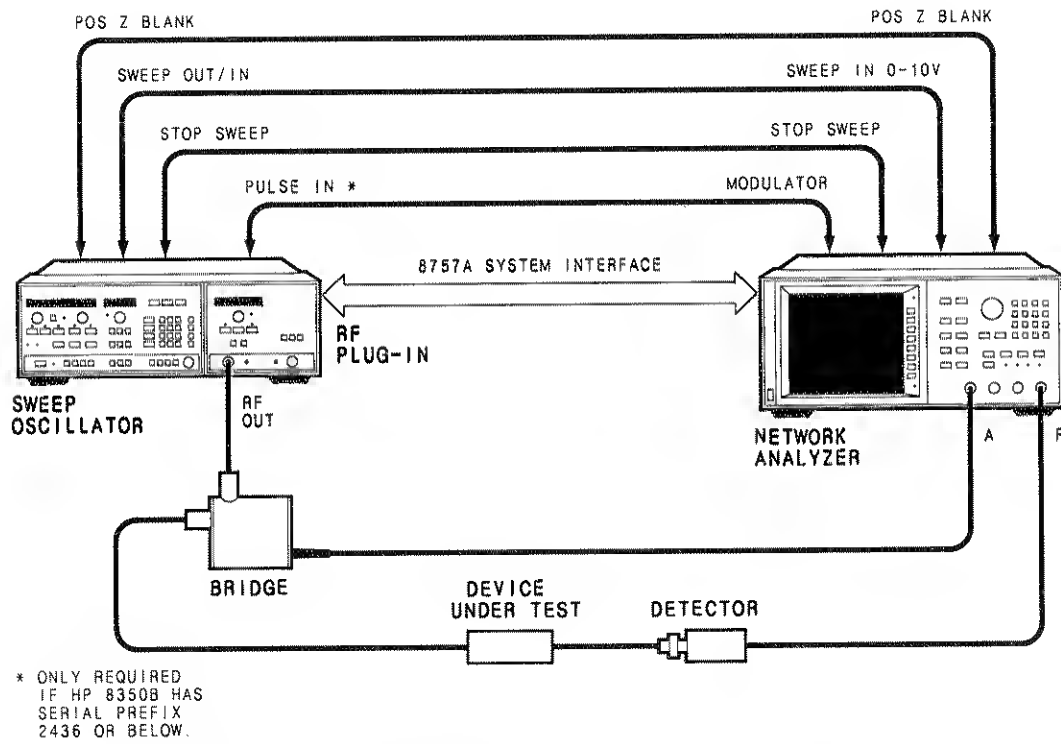 POS Z BLANK
POS Z BLANK
SWEEP OUT/IN
SWEEP IN 0-10V
STOP SWEEP
STOP SWEEP
PULSE IN *
MODULATOR
8757A SYSTEM INTERFACE
RF
PLUG-IN
SWEEP
OSCILLATOR
RF
OUT
NETWORK
ANALYZER
A
BRIDGE
DEVICE
UNDER TEST
DETECTOR
* ONLY REQUIRED
IF HP 8350B HAS
SERIAL PREFIX
2436 OR BELOW.